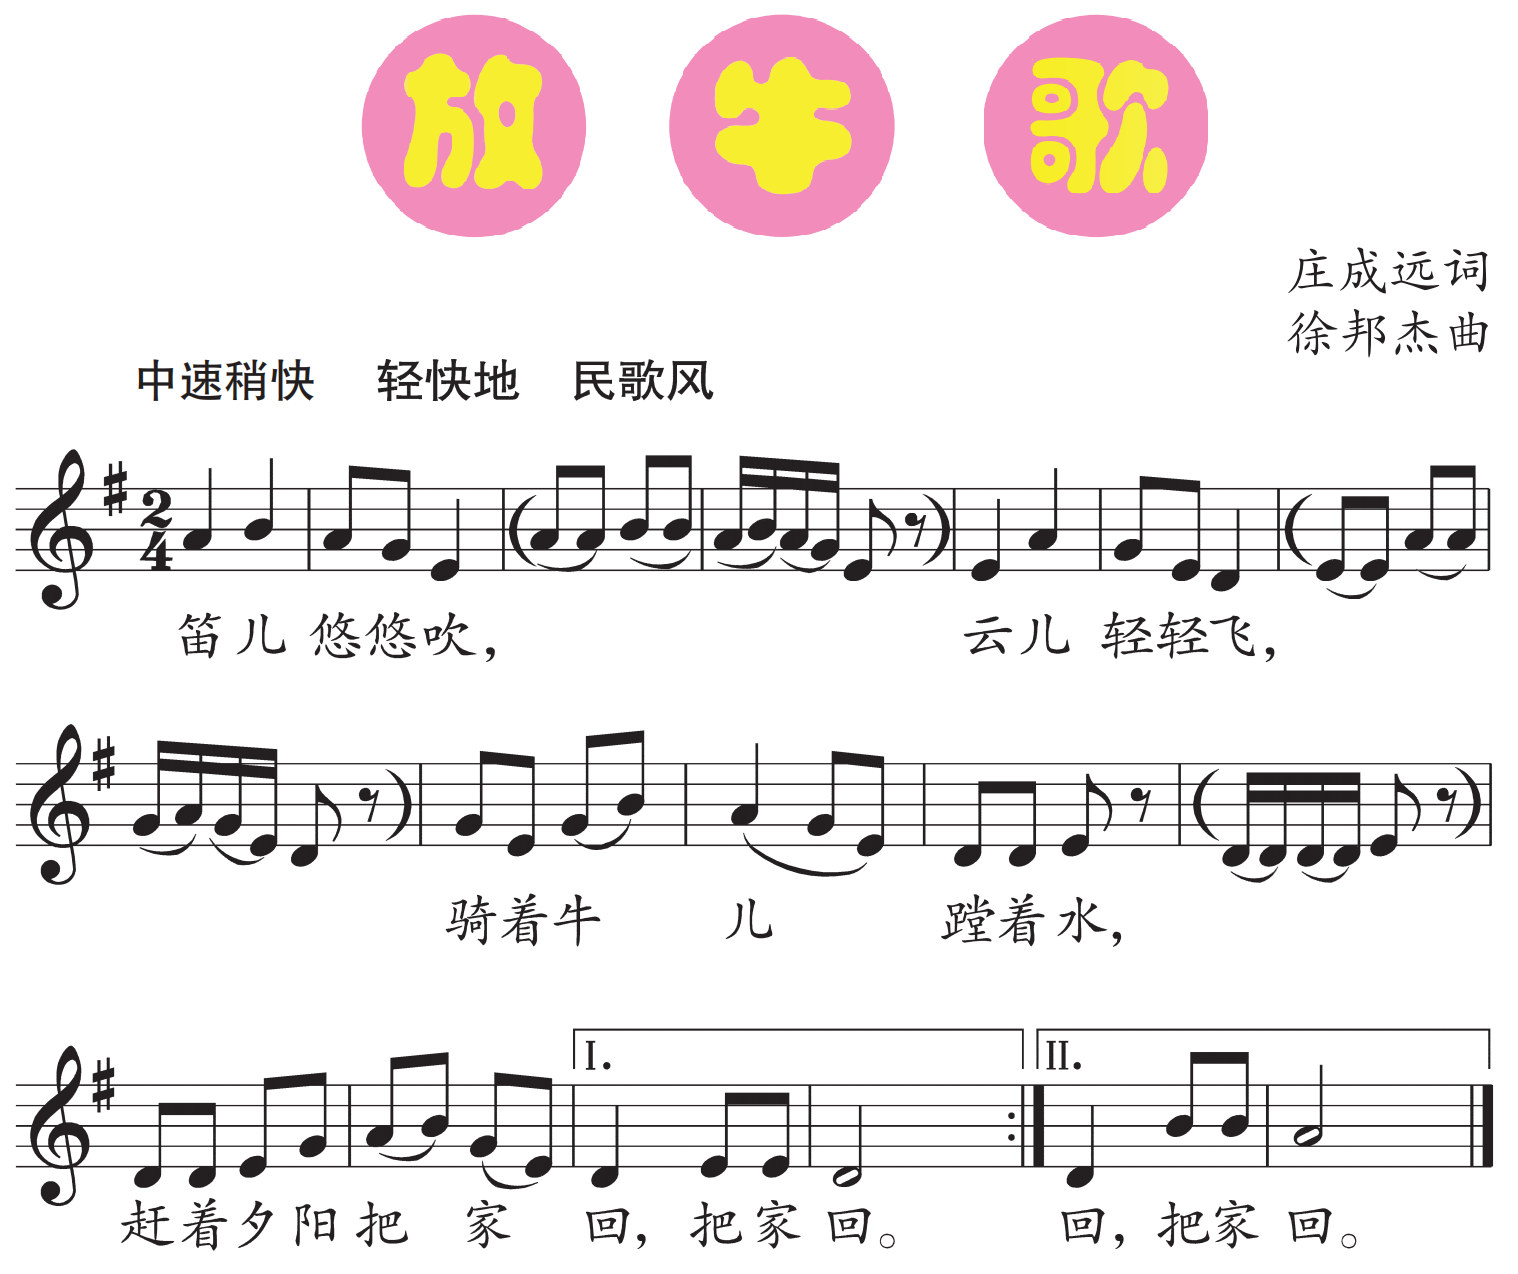 放牛歌
庄成远词
徐邦杰曲
中速稍快 轻快地 民歌风
2
4
笛儿 悠悠吹， 云儿 轻轻飞，
骑着牛 儿 蹚着水，
I. II.
赶着夕阳把 家 回，把家回。 回，把家回。